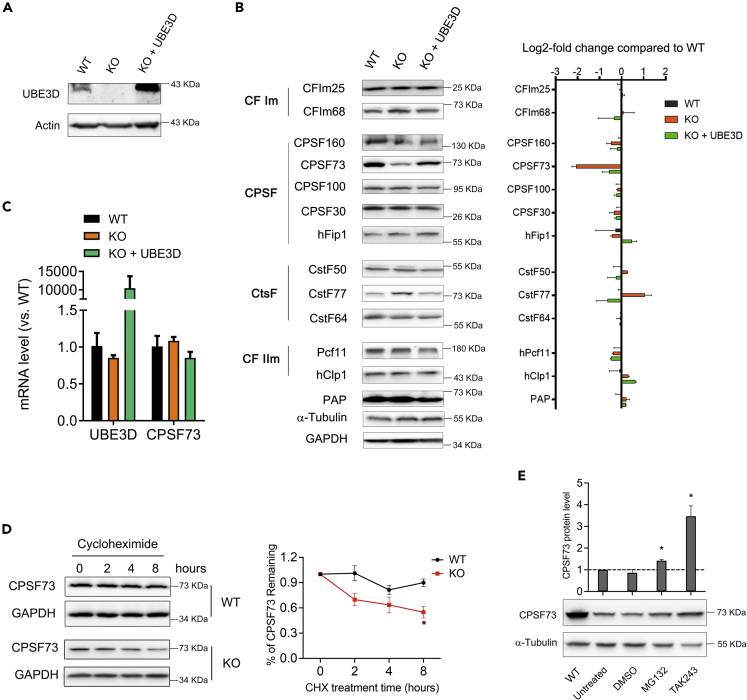 A
WT
KO
KO + UBE3D
UBE3D
43 KDa
Actin
43 KDa
B
WT
KO
KO + UBE3D
CF Im
CFIm25
25 KDa
CFIm68
73 KDa
CPSF
CPSF160
130 KDa
CPSF73
73 KDa
CPSF100
95 KDa
CPSF30
26 KDa
hFip1
55 KDa
CtsF
CstF50
55 KDa
CstF77
73 KDa
CstF64
55 KDa
CF IIm
Pcf11
180 KDa
hClp1
43 KDa
PAP
73 KDa
α-Tubulin
55 KDa
GAPDH
34 KDa
Log2-fold change compared to WT
-3 -2 -1 0 1 2
CFIm25
CFIm68
CPSF160
CPSF73
CPSF100
CPSF30
hFip1
CstF50
CstF77
CstF64
hPcf11
hClp1
PAP
WT
KO
KO + UBE3D
C
WT
KO
KO + UBE3D
mRNA level (vs. WT)
15000
10000
5000
1.5
1.0
0.5
0.0
UBE3D CPSF73
D
Cycloheximide
0 2 4 8 hours
CPSF73
73 KDa
GAPDH
34 KDa
WT
CPSF73
73 KDa
GAPDH
34 KDa
KO
% of CPSF73 Remaining
1.2
0.9
0.6
0.3
0.0
WT
KO
*
0 2 4 8
CHX treatment time (hours)
E
CPSF73 protein level
5
4
3
2
1
0
*
*
CPSF73
73 KDa
α-Tubulin
55 KDa
WT
Untreated
DMSO
MG132
TAK243